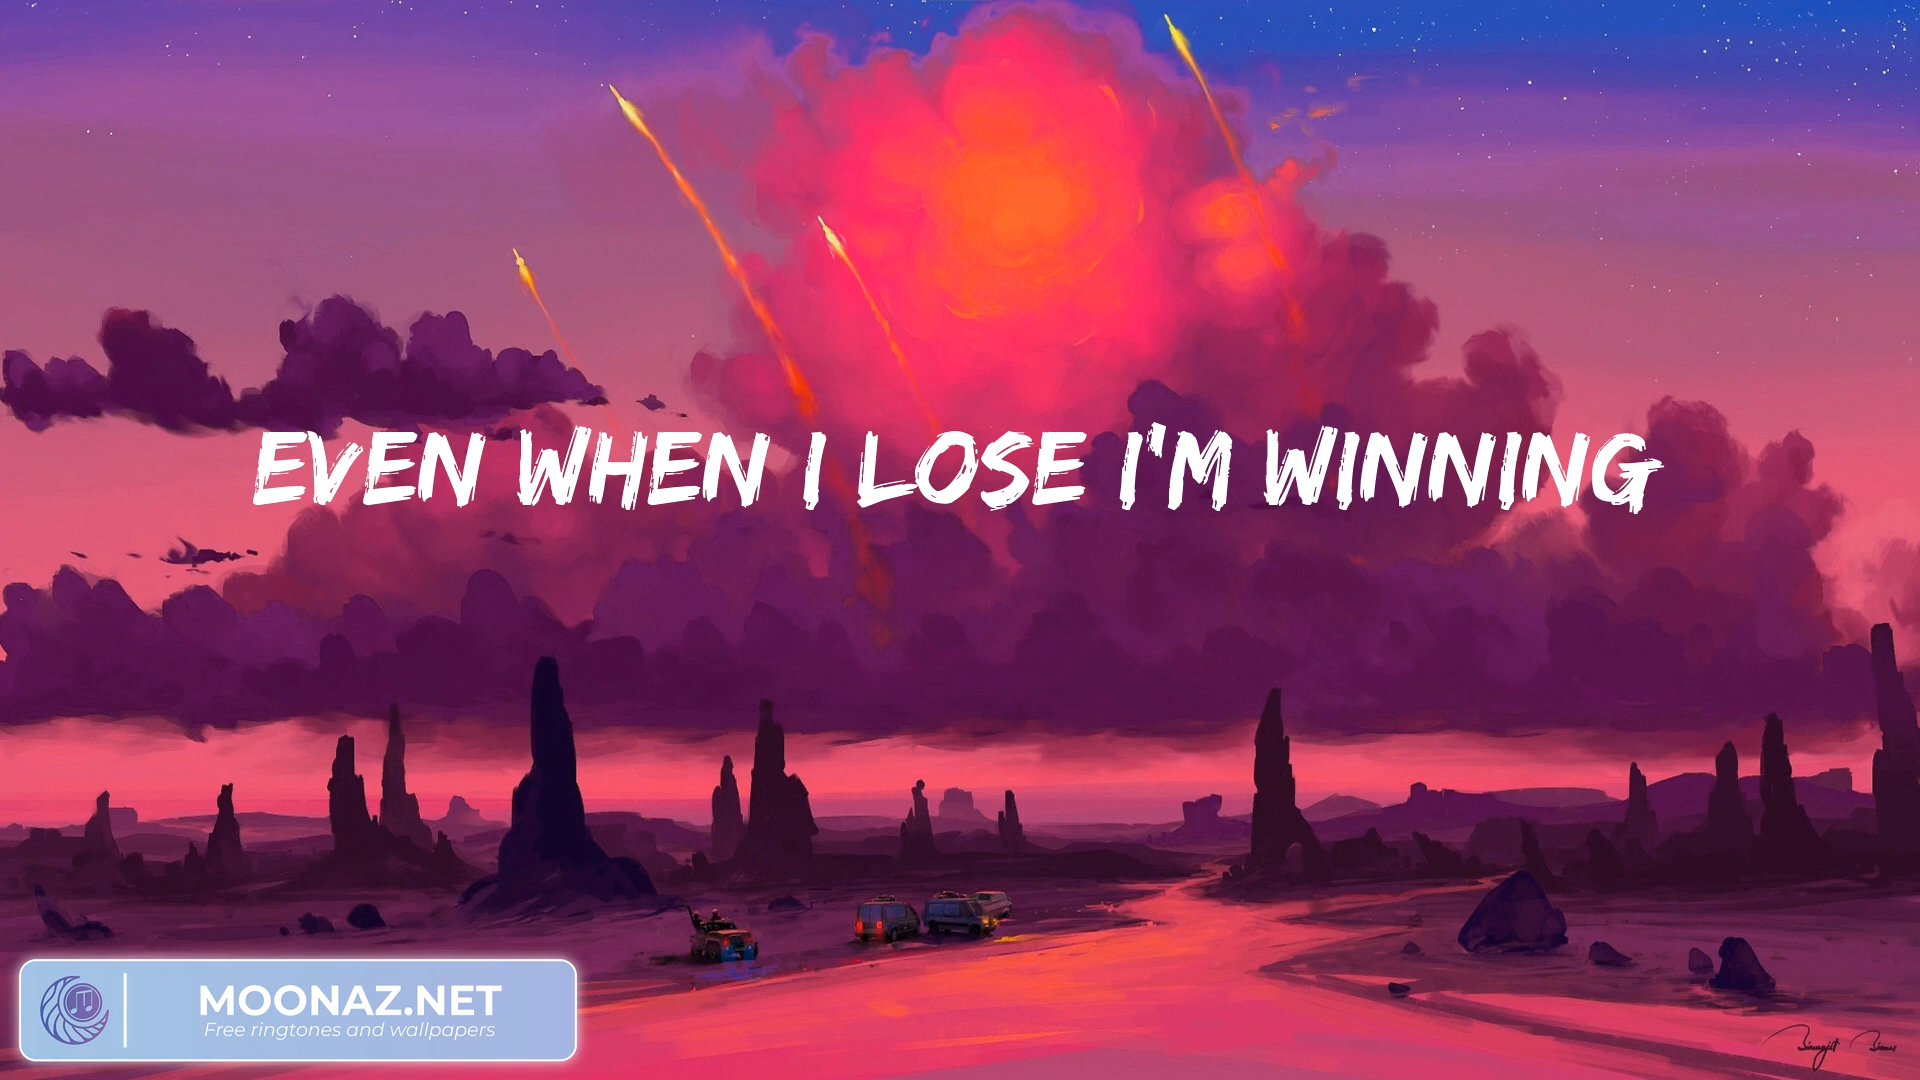 EVEN WHEN I LOSE I'M WINNING
MOONAZ.NET
Free ringtones and wallpapers